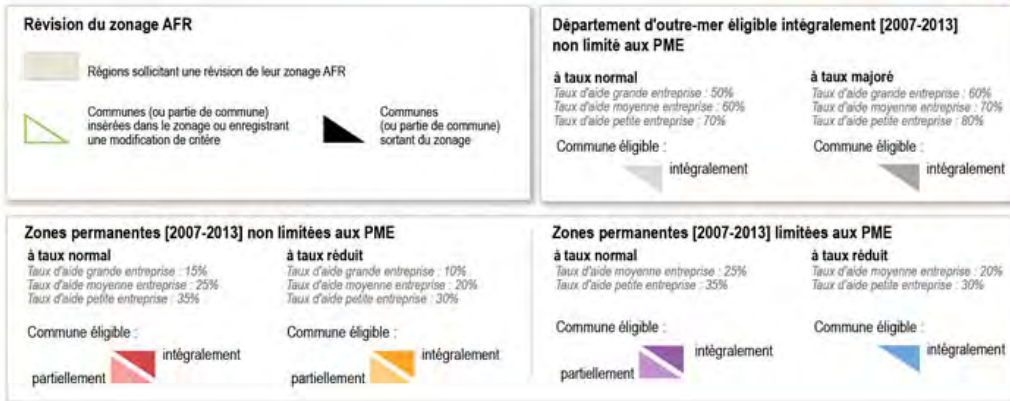 Révision du zonage AFR
Régions sollicitant une révision de leur zonage AFR
Communes (ou partie de commune)
insérées dans le zonage ou enregistrant
une modification de critère
Communes
(ou partie de commune)
sortant du zonage
Département d'outre-mer éligible intégralement [2007-2013]
non limité aux PME
à taux normal
Taux d'aide grande entreprise : 50%
Taux d'aide moyenne entreprise : 60%
Taux d'aide petite entreprise : 70%
Commune éligible :
intégralement
à taux majoré
Taux d'aide grande entreprise : 60%
Taux d'aide moyenne entreprise : 70%
Taux d'aide petite entreprise : 80%
Commune éligible :
intégralement
Zones permanentes [2007-2013] non limitées aux PME
à taux normal
Taux d'aide grande entreprise : 15%
Taux d'aide moyenne entreprise : 25%
Taux d'aide petite entreprise : 35%
Commune éligible :
intégralement
partiellement
à taux réduit
Taux d'aide grande entreprise : 10%
Taux d'aide moyenne entreprise : 20%
Taux d'aide petite entreprise : 30%
Commune éligible :
intégralement
partiellement
Zones permanentes [2007-2013] limitées aux PME
à taux normal
Taux d'aide moyenne entreprise : 25%
Taux d'aide petite entreprise : 35%
Commune éligible :
intégralement
partiellement
à taux réduit
Taux d'aide moyenne entreprise : 20%
Taux d'aide petite entreprise : 30%
Commune éligible :
intégralement